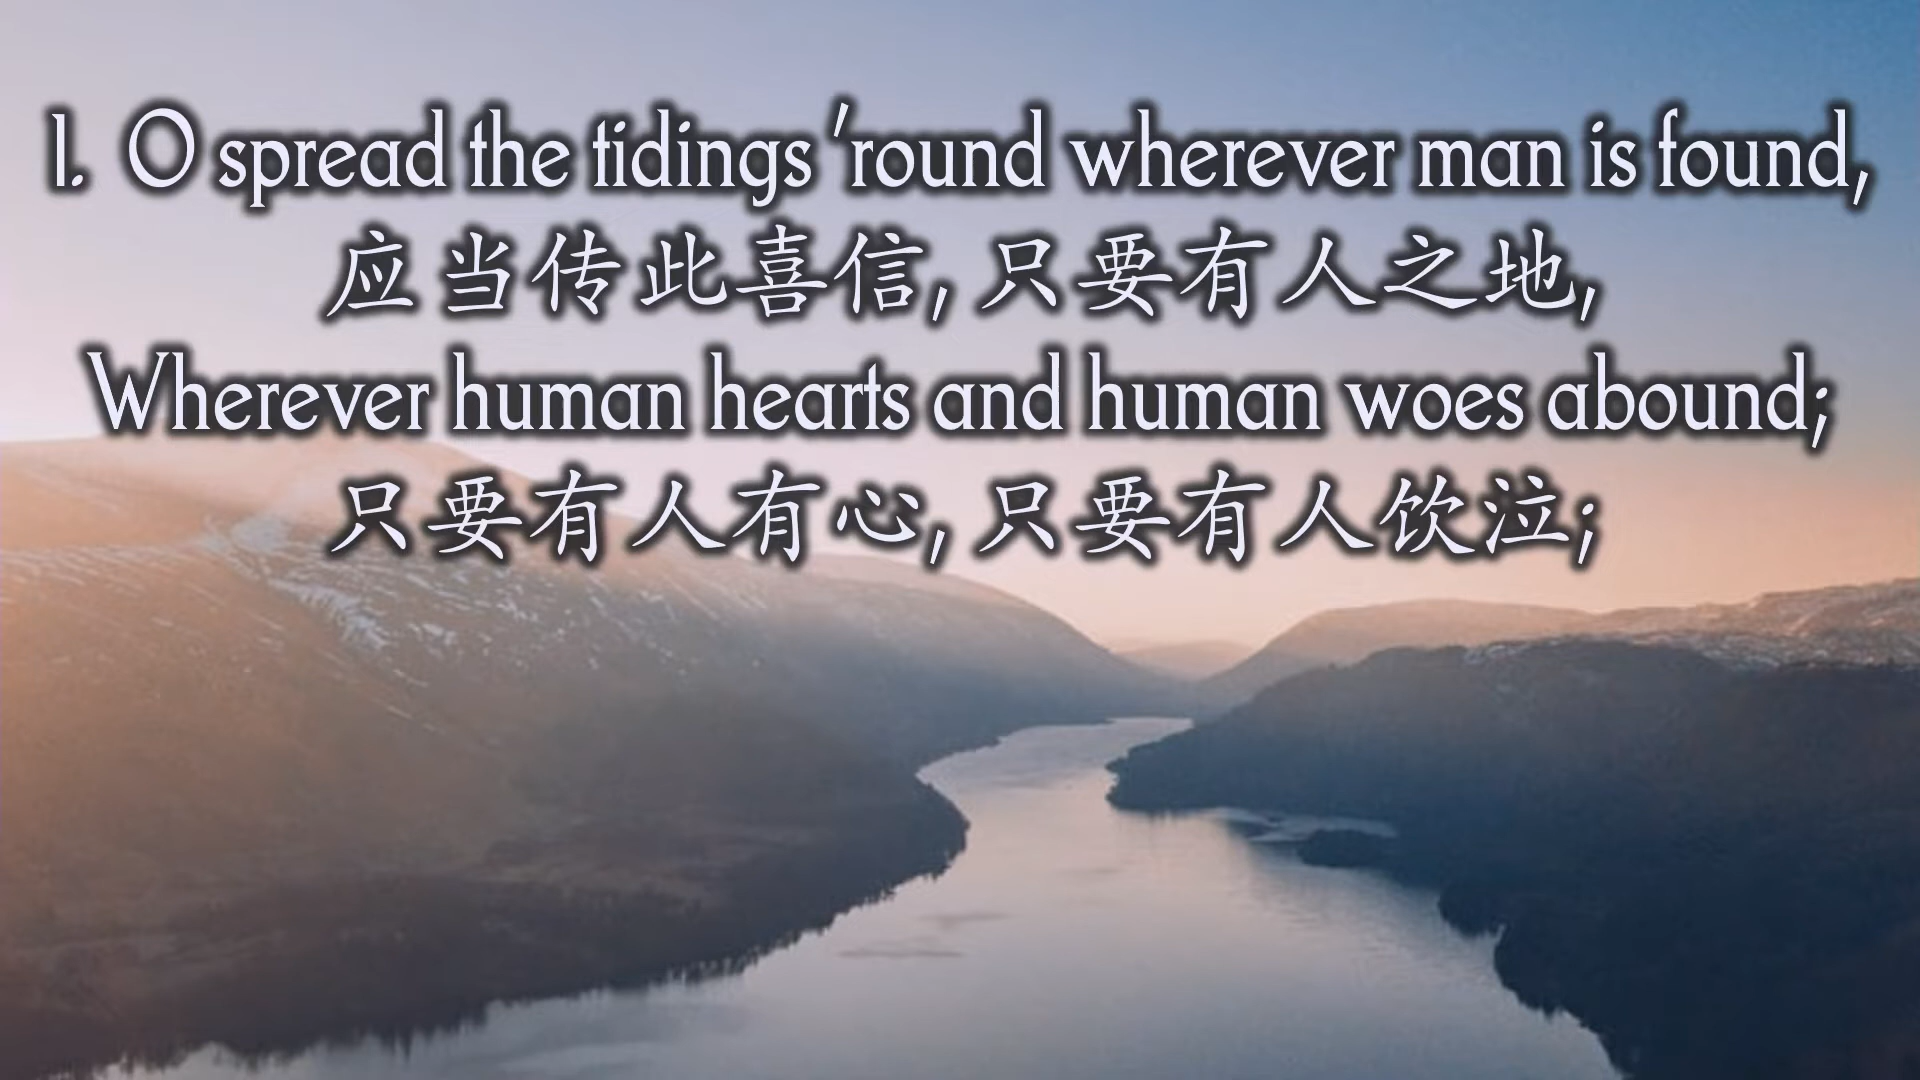 1. O spread the tidings 'round wherever man is found,
应当传此喜信, 只要有人之地,
Wherever human hearts and human woes abound;
只要有人有心, 只要有人饮泣;